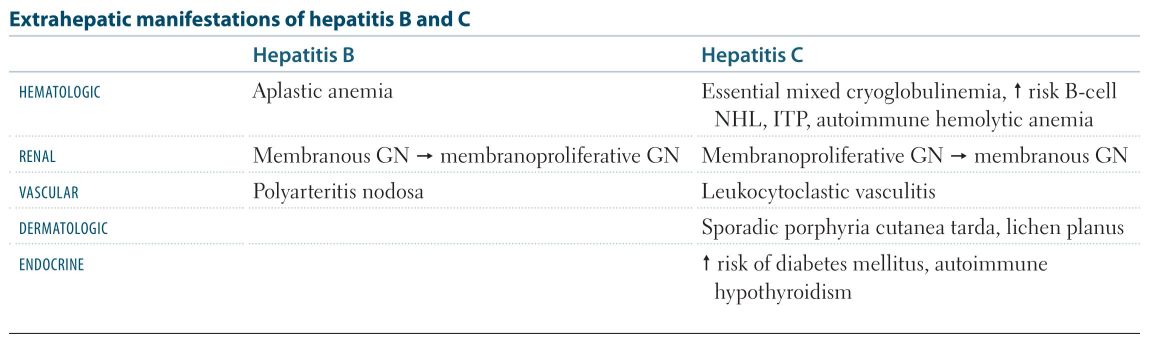 Extrahepatic manifestations of hepatitis B and C
Hepatitis B Hepatitis C
HEMATOLOGIC Aplastic anemia Essential mixed cryoglobulinemia, ↑ risk B-cell
NHL, ITP, autoimmune hemolytic anemia
RENAL Membranous GN → membranoproliferative GN Membranoproliferative GN → membranous GN
VASCULAR Polyarteritis nodosa Leukocytoclastic vasculitis
DERMATOLOGIC Sporadic porphyria cutanea tarda, lichen planus
ENDOCRINE ↑ risk of diabetes mellitus, autoimmune
hypothyroidism